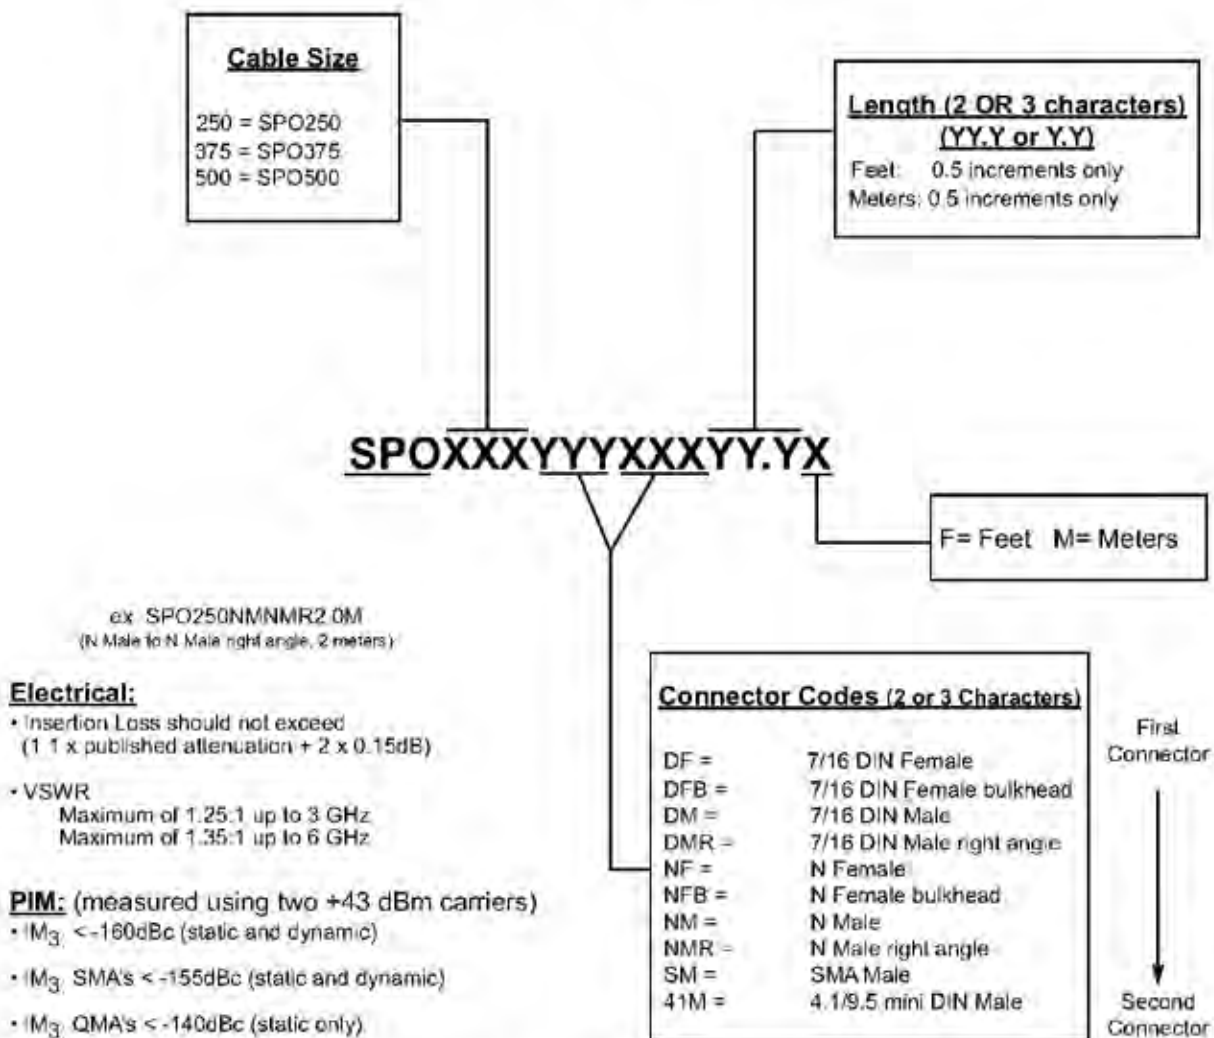 Cable Size
250 = SPO250
375 = SPO375
500 = SPO500
Length (2 OR 3 characters)
(YY.Y or Y.Y)
Feet: 0.5 increments only
Meters: 0.5 increments only
SPOXXXYYYXXXYY.YX
F= Feet M= Meters
ex SPO250NMNMR2.0M
(N Male to N Male right angle, 2 meters)
Electrical:
• Insertion Loss should not exceed
(1.1 x published attenuation + 2 x 0.15dB)
• VSWR
Maximum of 1.25:1 up to 3 GHz
Maximum of 1.35:1 up to 6 GHz
PIM: (measured using two +43 dBm carriers)
• IM3 <-160dBc (static and dynamic)
• IM3 SMA's <-155dBc (static and dynamic)
• IM3 QMA's <-140dBc (static only)
Connector Codes (2 or 3 Characters)
DF = 7/16 DIN Female
DFB = 7/16 DIN Female bulkhead
DM = 7/16 DIN Male
DMR = 7/16 DIN Male right angle
NF = N Female
NFB = N Female bulkhead
NM = N Male
NMR = N Male right angle
SM = SMA Male
41M = 4.1/9.5 mini DIN Male
First
Connector
Second
Connector